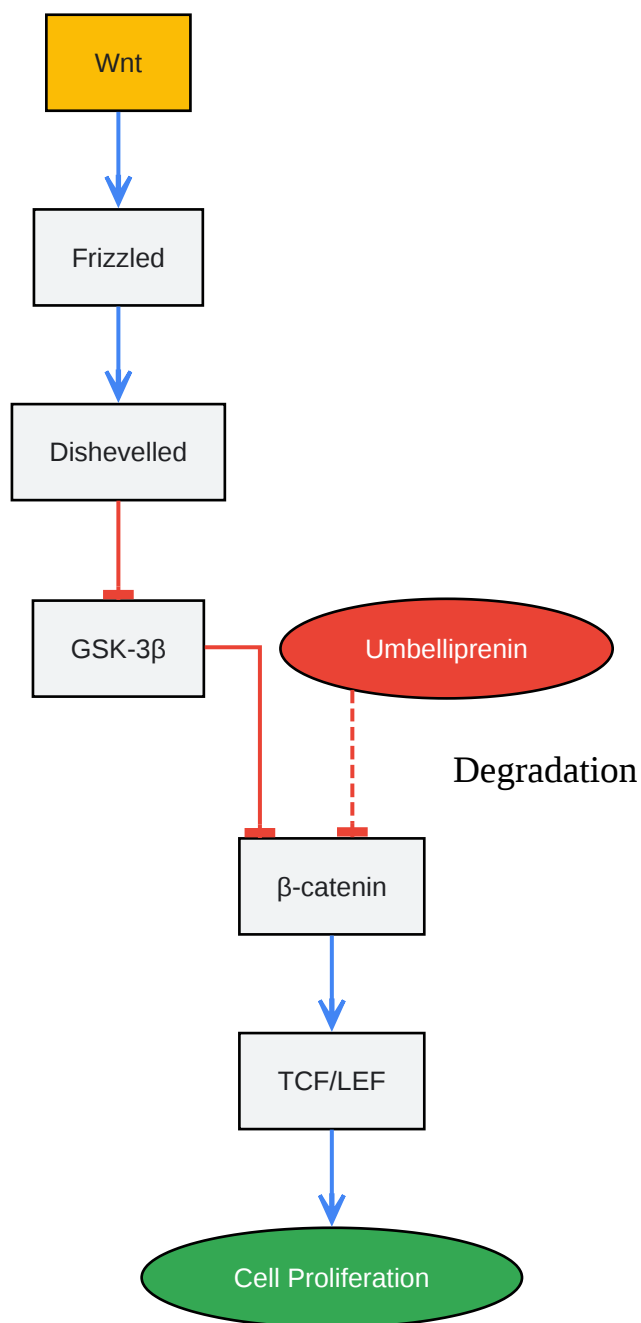 Wnt
Frizzled
Dishevelled
GSK-3β
Umbelliprenin
Degradation
β-catenin
TCF/LEF
Cell Proliferation